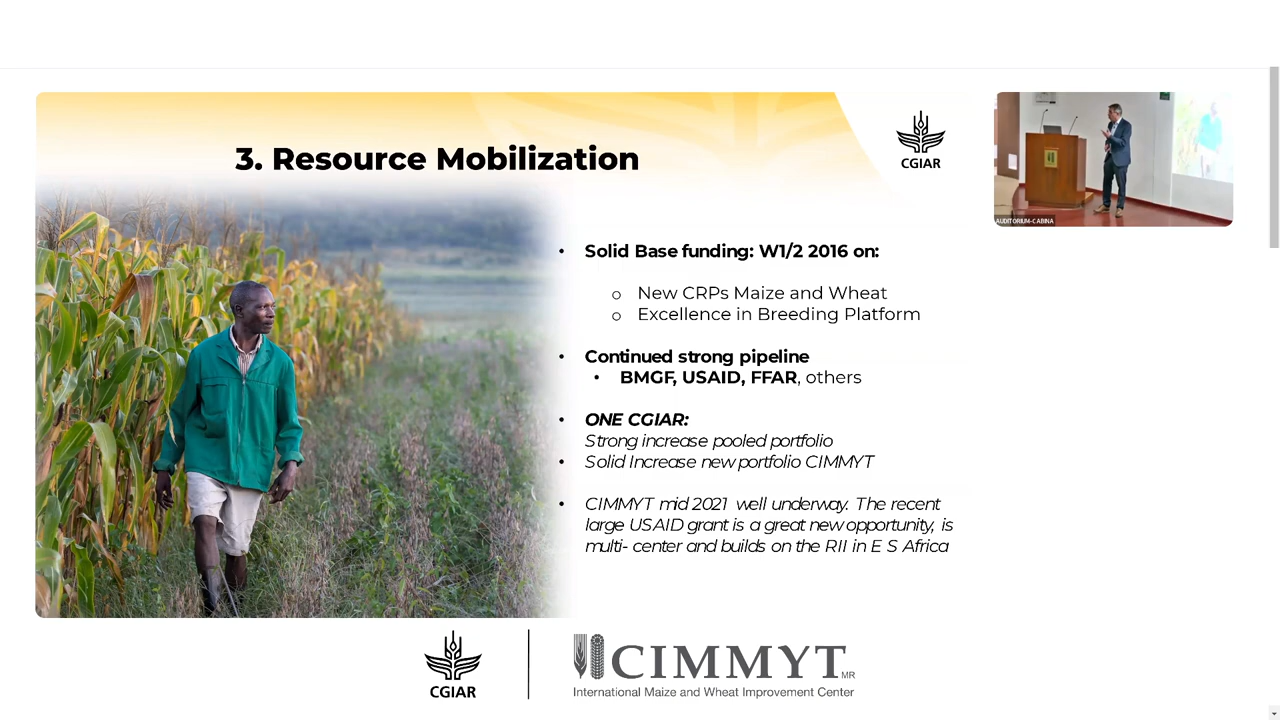 3. Resource Mobilization
CGIAR
AUDITORIUM-CABINA
• Solid Base funding: W1/2 2016 on:
o New CRPs Maize and Wheat
o Excellence in Breeding Platform
• Continued strong pipeline
• BMGF, USAID, FFAR, others
• ONE CGIAR:
Strong increase pooled portfolio
• Solid Increase new portfolio CIMMYT
• CIMMYT mid 2021 well underway. The recent
large USAID grant is a great new opportunity, is
multi- center and builds on the RII in E S Africa
CGIAR
CIMMYT MR
International Maize and Wheat Improvement Center